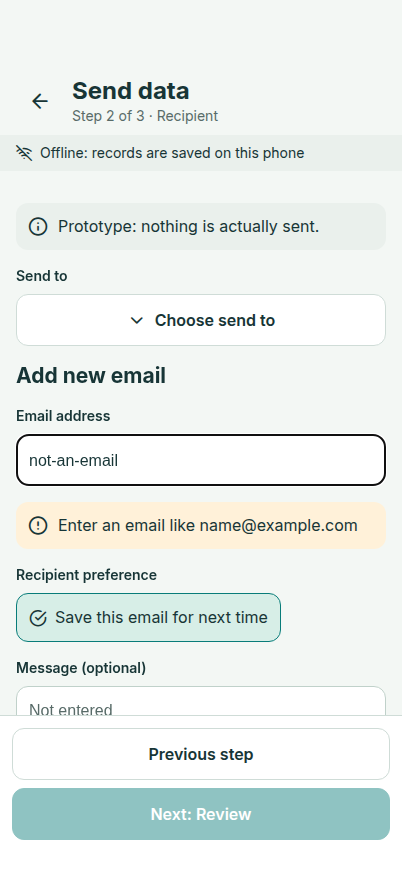 Send data
Step 2 of 3 · Recipient
Offline: records are saved on this phone
Prototype: nothing is actually sent.
Send to
Choose send to
Add new email
Email address
not-an-email
Enter an email like name@example.com
Recipient preference
Save this email for next time
Message (optional)
Not entered
Previous step
Next: Review